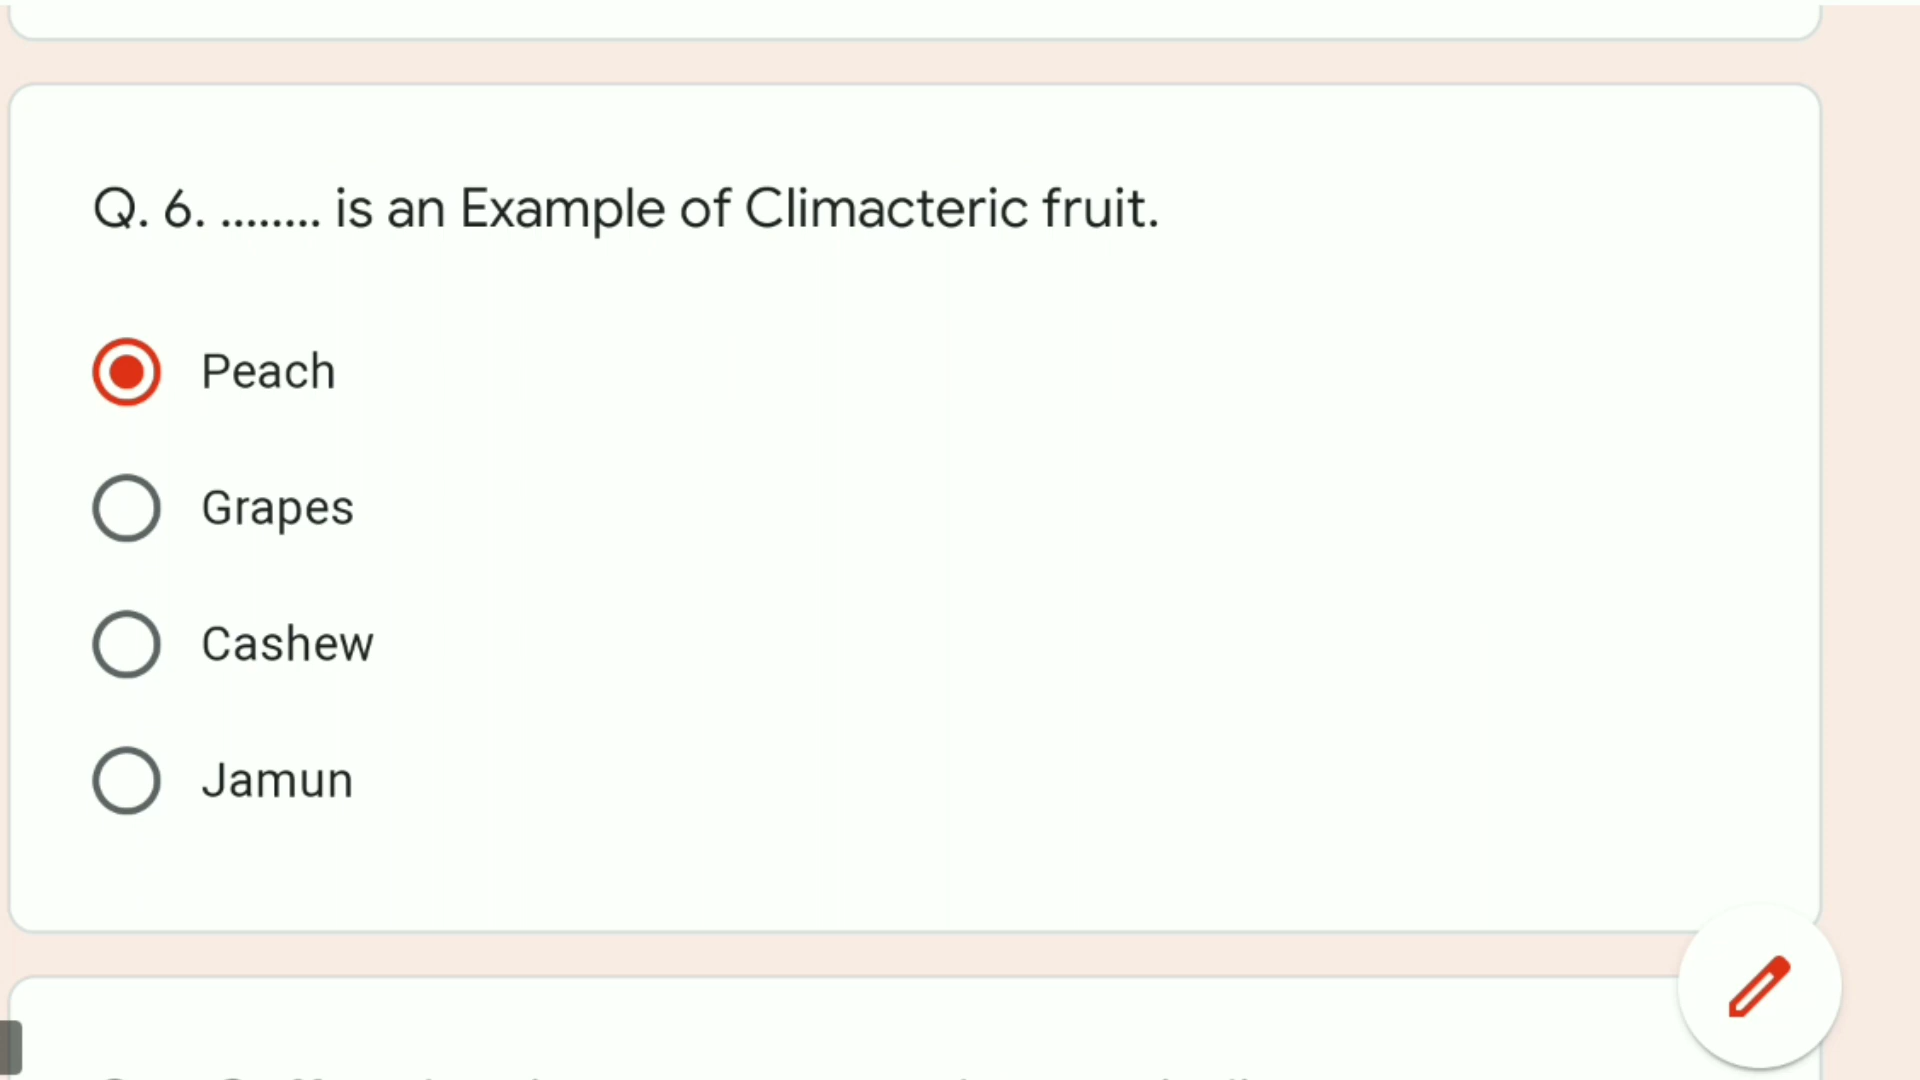 Q. 6. ........ is an Example of Climacteric fruit.
Peach
Grapes
Cashew
Jamun